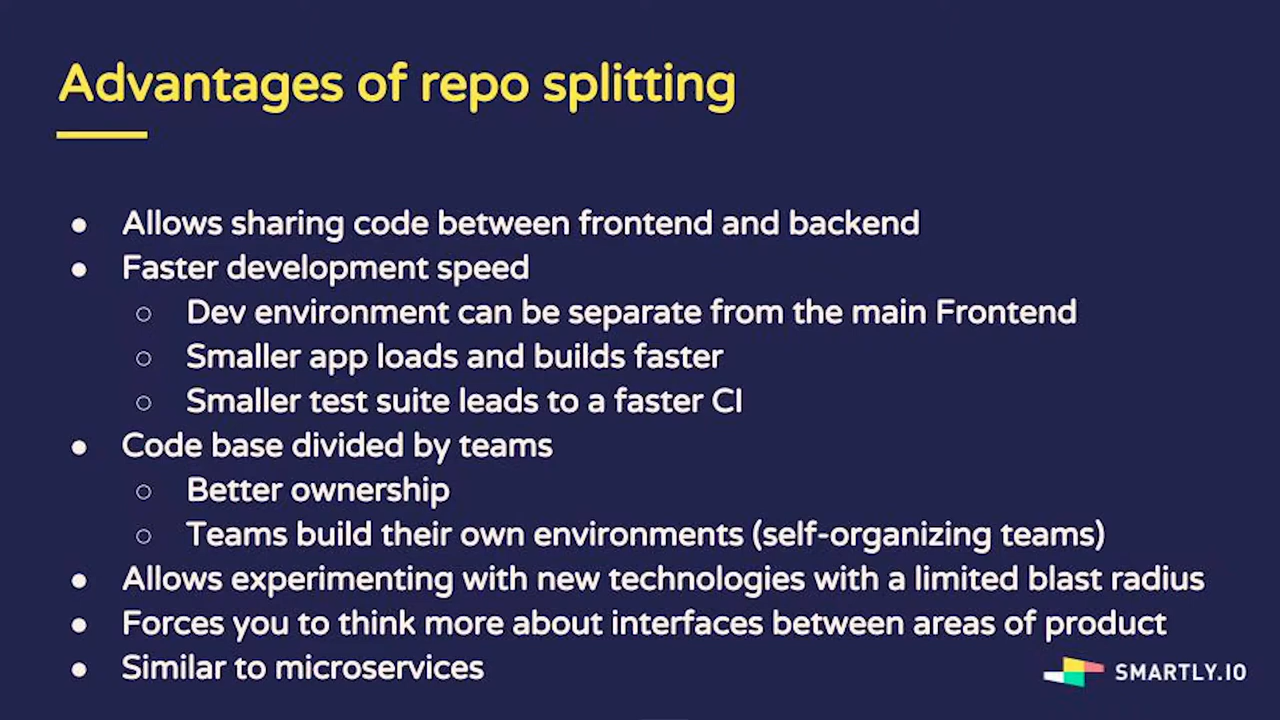 Advantages of repo splitting
● Allows sharing code between frontend and backend
● Faster development speed
○ Dev environment can be separate from the main Frontend
○ Smaller app loads and builds faster
○ Smaller test suite leads to a faster CI
● Code base divided by teams
○ Better ownership
○ Teams build their own environments (self-organizing teams)
● Allows experimenting with new technologies with a limited blast radius
● Forces you to think more about interfaces between areas of product
● Similar to microservices
SMARTLY.IO